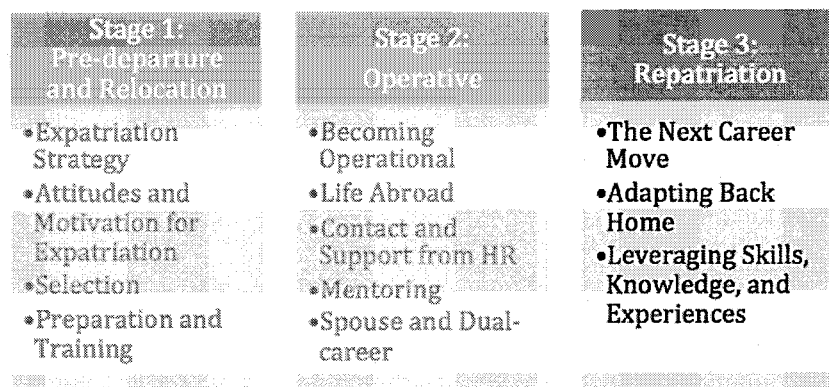 Stage 1:
Pre-departure
and Relocation
•Expatriation
Strategy
•Attitudes and
Motivation for
Expatriation
•Selection
•Preparation and
Training
Stage 2:
Operative
•Becoming
Operational
•Life Abroad
•Contact and
Support from HR
•Mentoring
•Spouse and Dual-
career
Stage 3:
Repatriation
•The Next Career
Move
•Adapting Back
Home
•Leveraging Skills,
Knowledge, and
Experiences